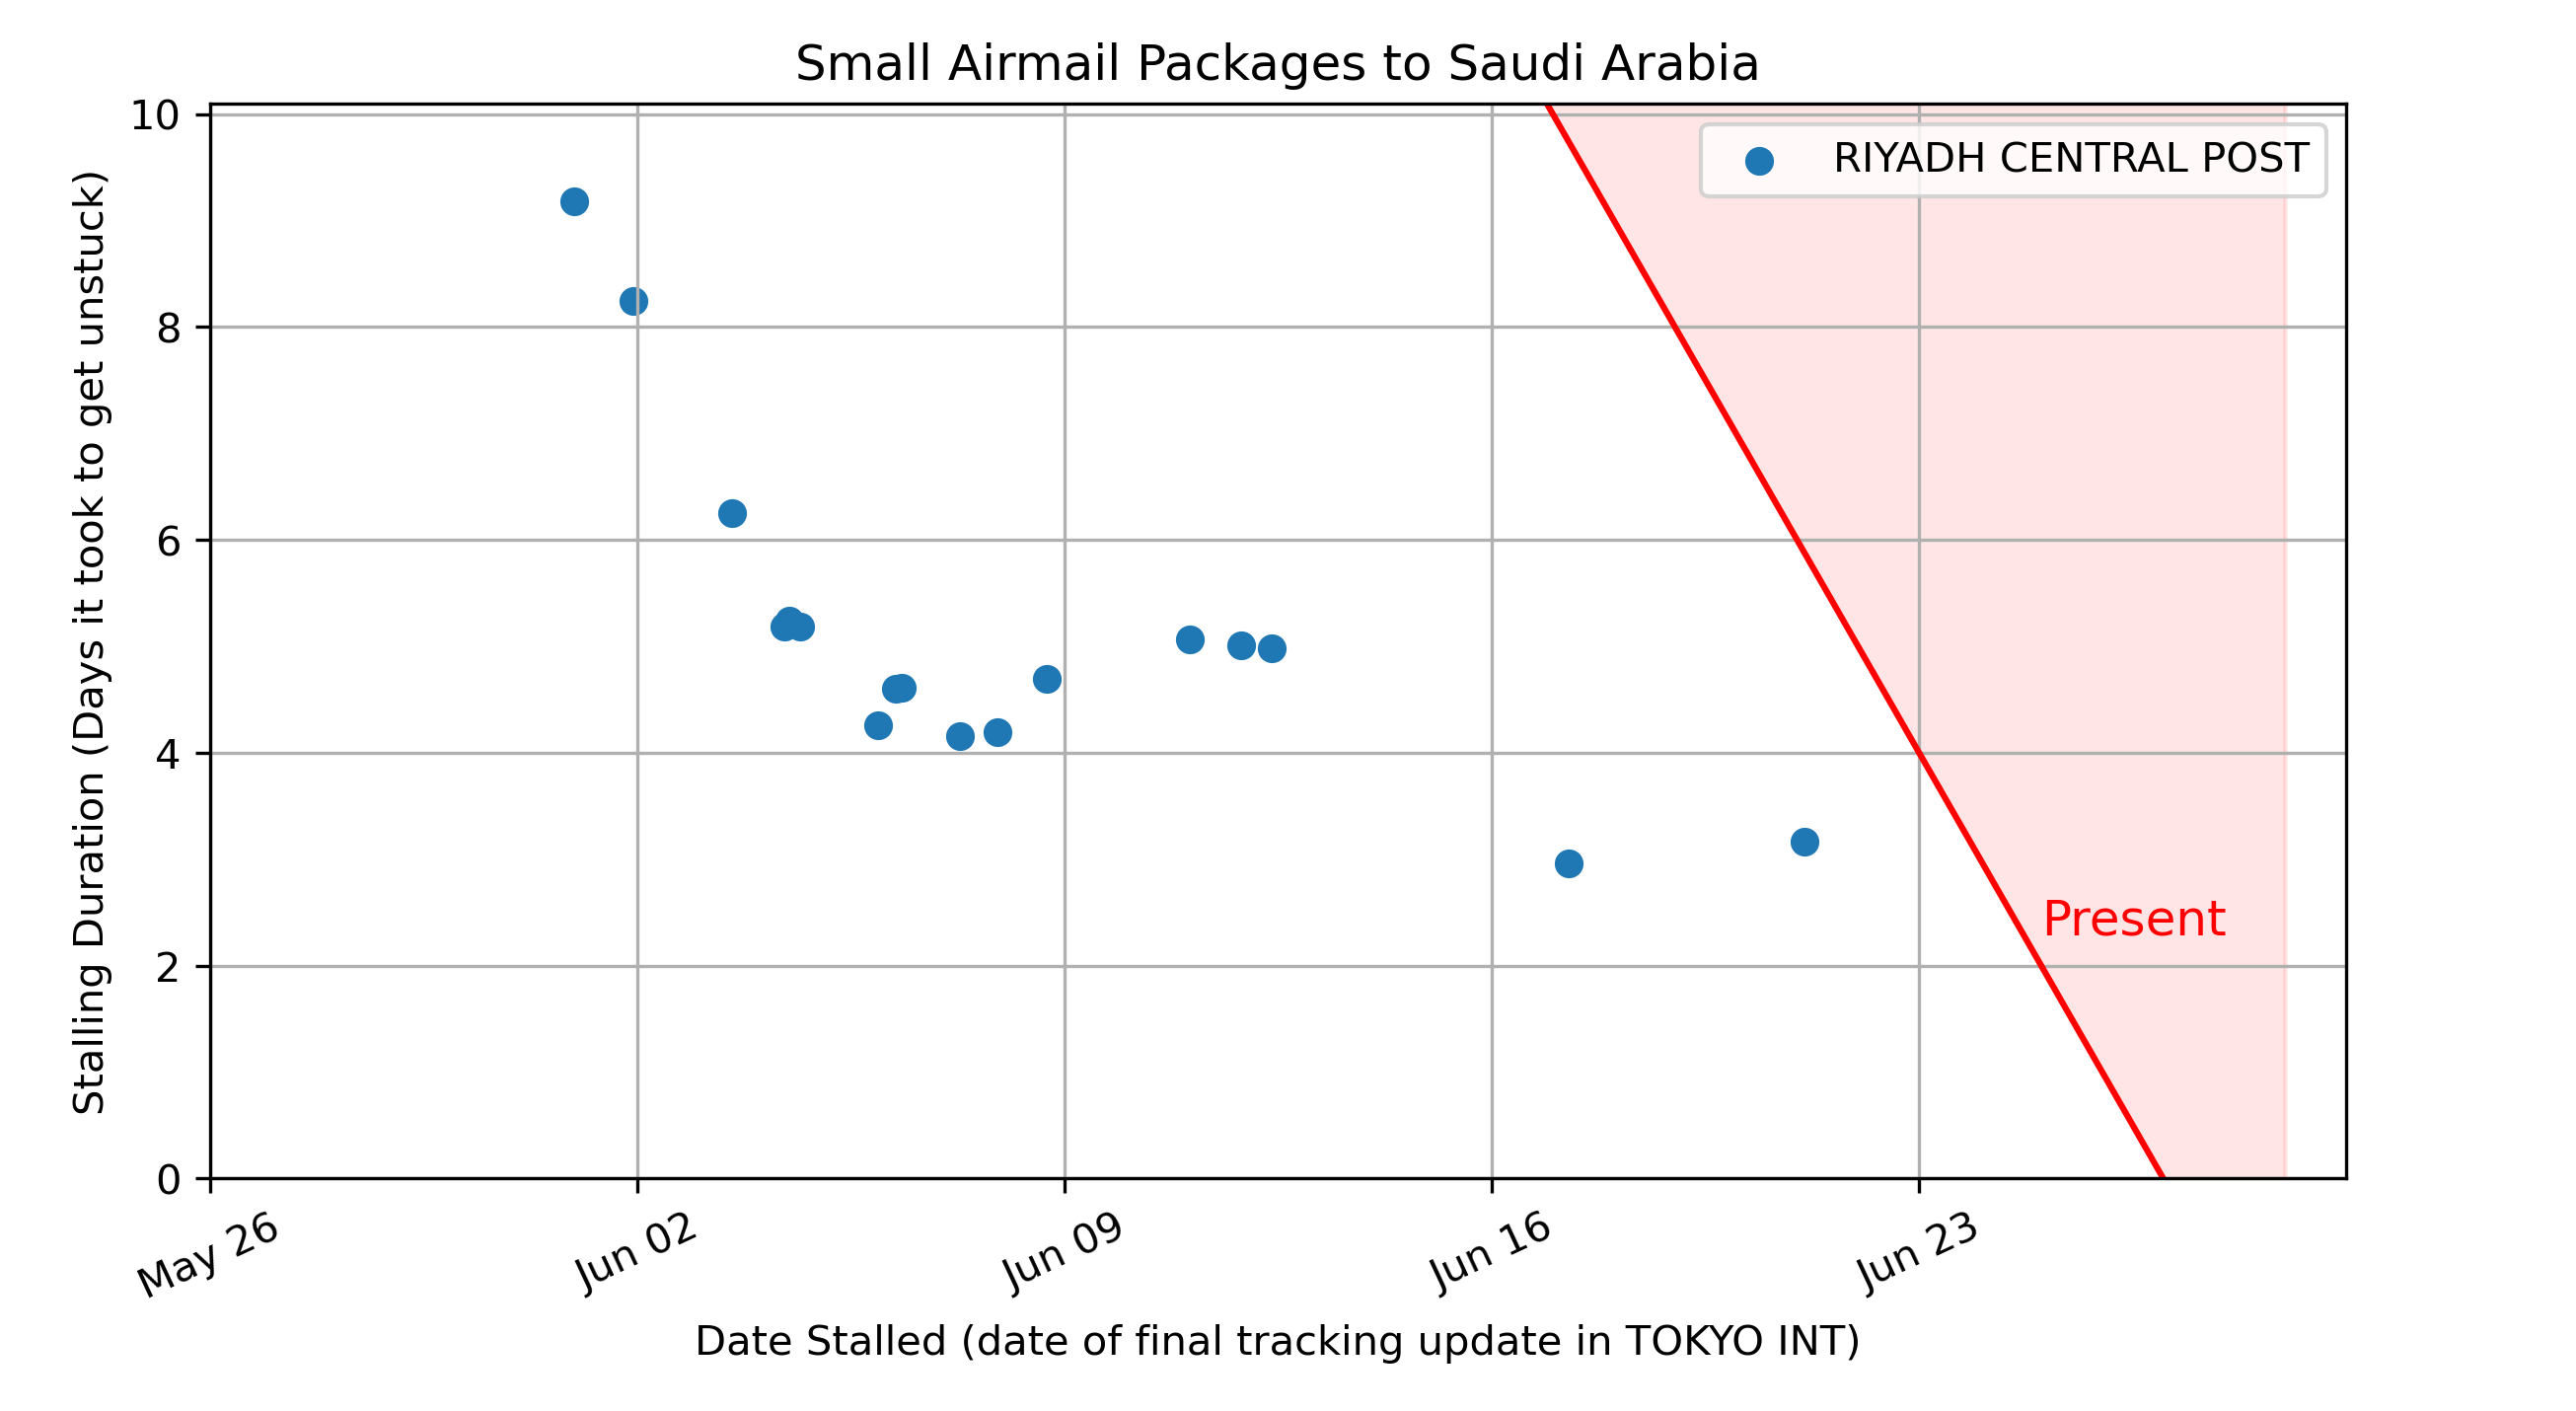 Small Airmail Packages to Saudi Arabia
Stalling Duration (Days it took to get unstuck)
10
8
6
4
2
0
RIYADH CENTRAL POST
Present
May 26
Jun 02
Jun 09
Jun 16
Jun 23
Date Stalled (date of final tracking update in TOKYO INT)